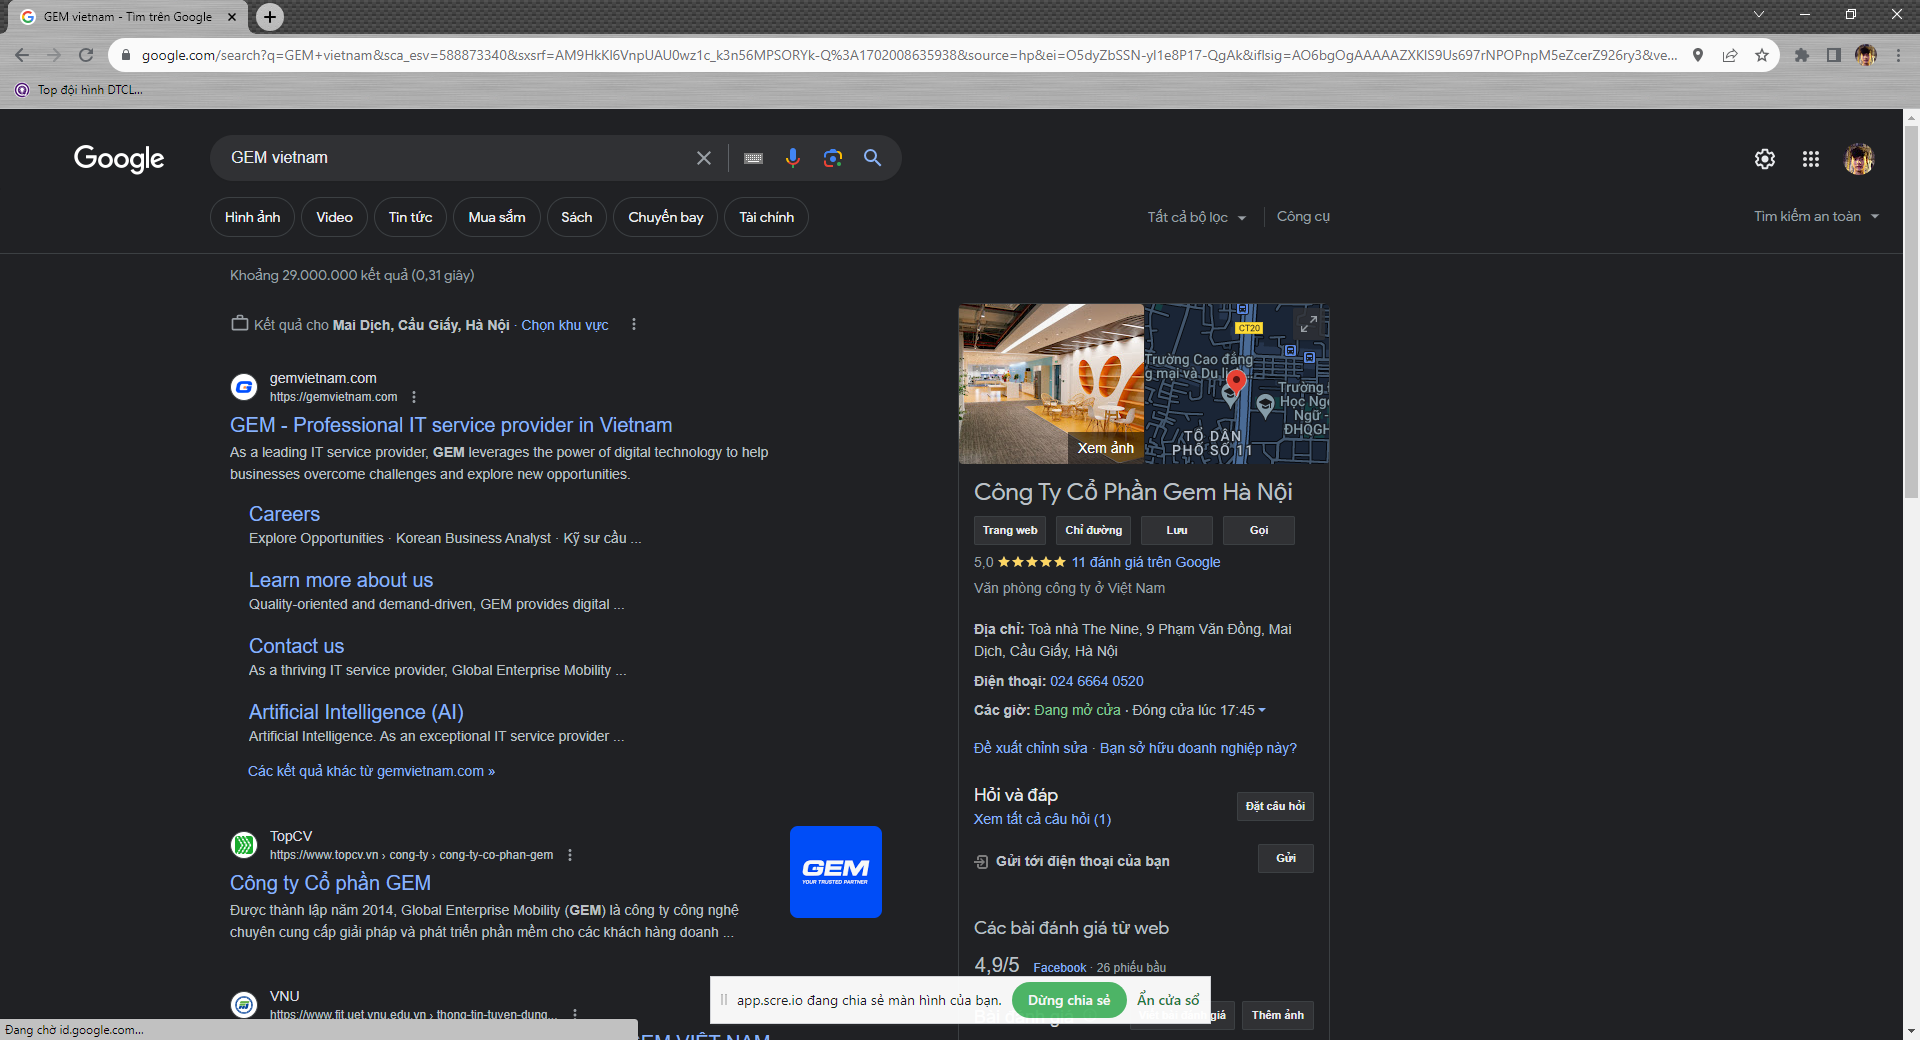 GEM vietnam - Tìm trên Google
google.com/search?q=GEM+vietnam&sca_esv=588873340&sxsrf=AM9HkKl6VnpUAU0wz1c_k3n56MPSORYk-Q%3A1702008635938&source=hp&ei=O5dyZbSSN-yl1e8P17-QgAk&iflsig=AO6bgOgAAAAAZXKlS9Us697rNPOPnpM5eZcerZ926ry3&ve...
Top đội hình DTCL...
Google
GEM vietnam
Hình ảnh
Video
Tin tức
Mua sắm
Sách
Chuyến bay
Tài chính
Tất cả bộ lọc
Công cụ
Tìm kiếm an toàn
Khoảng 29.000.000 kết quả (0,31 giây)
Kết quả cho Mai Dịch, Cầu Giấy, Hà Nội · Chọn khu vực
gemvietnam.com
https://gemvietnam.com
GEM - Professional IT service provider in Vietnam
As a leading IT service provider, GEM leverages the power of digital technology to help
businesses overcome challenges and explore new opportunities.
Careers
Explore Opportunities · Korean Business Analyst · Kỹ sư cầu ...
Learn more about us
Quality-oriented and demand-driven, GEM provides digital ...
Contact us
As a thriving IT service provider, Global Enterprise Mobility ...
Artificial Intelligence (AI)
Artificial Intelligence. As an exceptional IT service provider ...
Các kết quả khác từ gemvietnam.com »
TopCV
https://www.topcv.vn › cong-ty › cong-ty-co-phan-gem
Công ty Cổ phần GEM
Được thành lập năm 2014, Global Enterprise Mobility (GEM) là công ty công nghệ
chuyên cung cấp giải pháp và phát triển phần mềm cho các khách hàng doanh ...
GEM
YOUR TRUSTED PARTNER
VNU
https://www.fit.uet.vnu.edu.vn › thong-tin-tuyen-dung...
GEM VIỆT NAM
Xem ảnh
CT20
Trường Cao đẳng
g mại và Du lịch
Trường Đ
Học Ngo
Ngữ -
ĐHQGH
TỔ DÂN
PHỐ SỐ 11
Công Ty Cổ Phần Gem Hà Nội
Trang web
Chỉ đường
Lưu
Gọi
5,0 ★★★★★ 11 đánh giá trên Google
Văn phòng công ty ở Việt Nam
Địa chỉ: Toà nhà The Nine, 9 Phạm Văn Đồng, Mai
Dịch, Cầu Giấy, Hà Nội
Điện thoại: 024 6664 0520
Các giờ: Đang mở cửa · Đóng cửa lúc 17:45
Đề xuất chỉnh sửa · Bạn sở hữu doanh nghiệp này?
Hỏi và đáp
Xem tất cả câu hỏi (1)
Đặt câu hỏi
Gửi tới điện thoại của bạn
Gửi
Các bài đánh giá từ web
4,9/5 Facebook · 26 phiếu bầu
Thêm ảnh
app.scre.io đang chia sẻ màn hình của bạn.
Dừng chia sẻ
Ẩn cửa sổ
Đang chờ id.google.com...